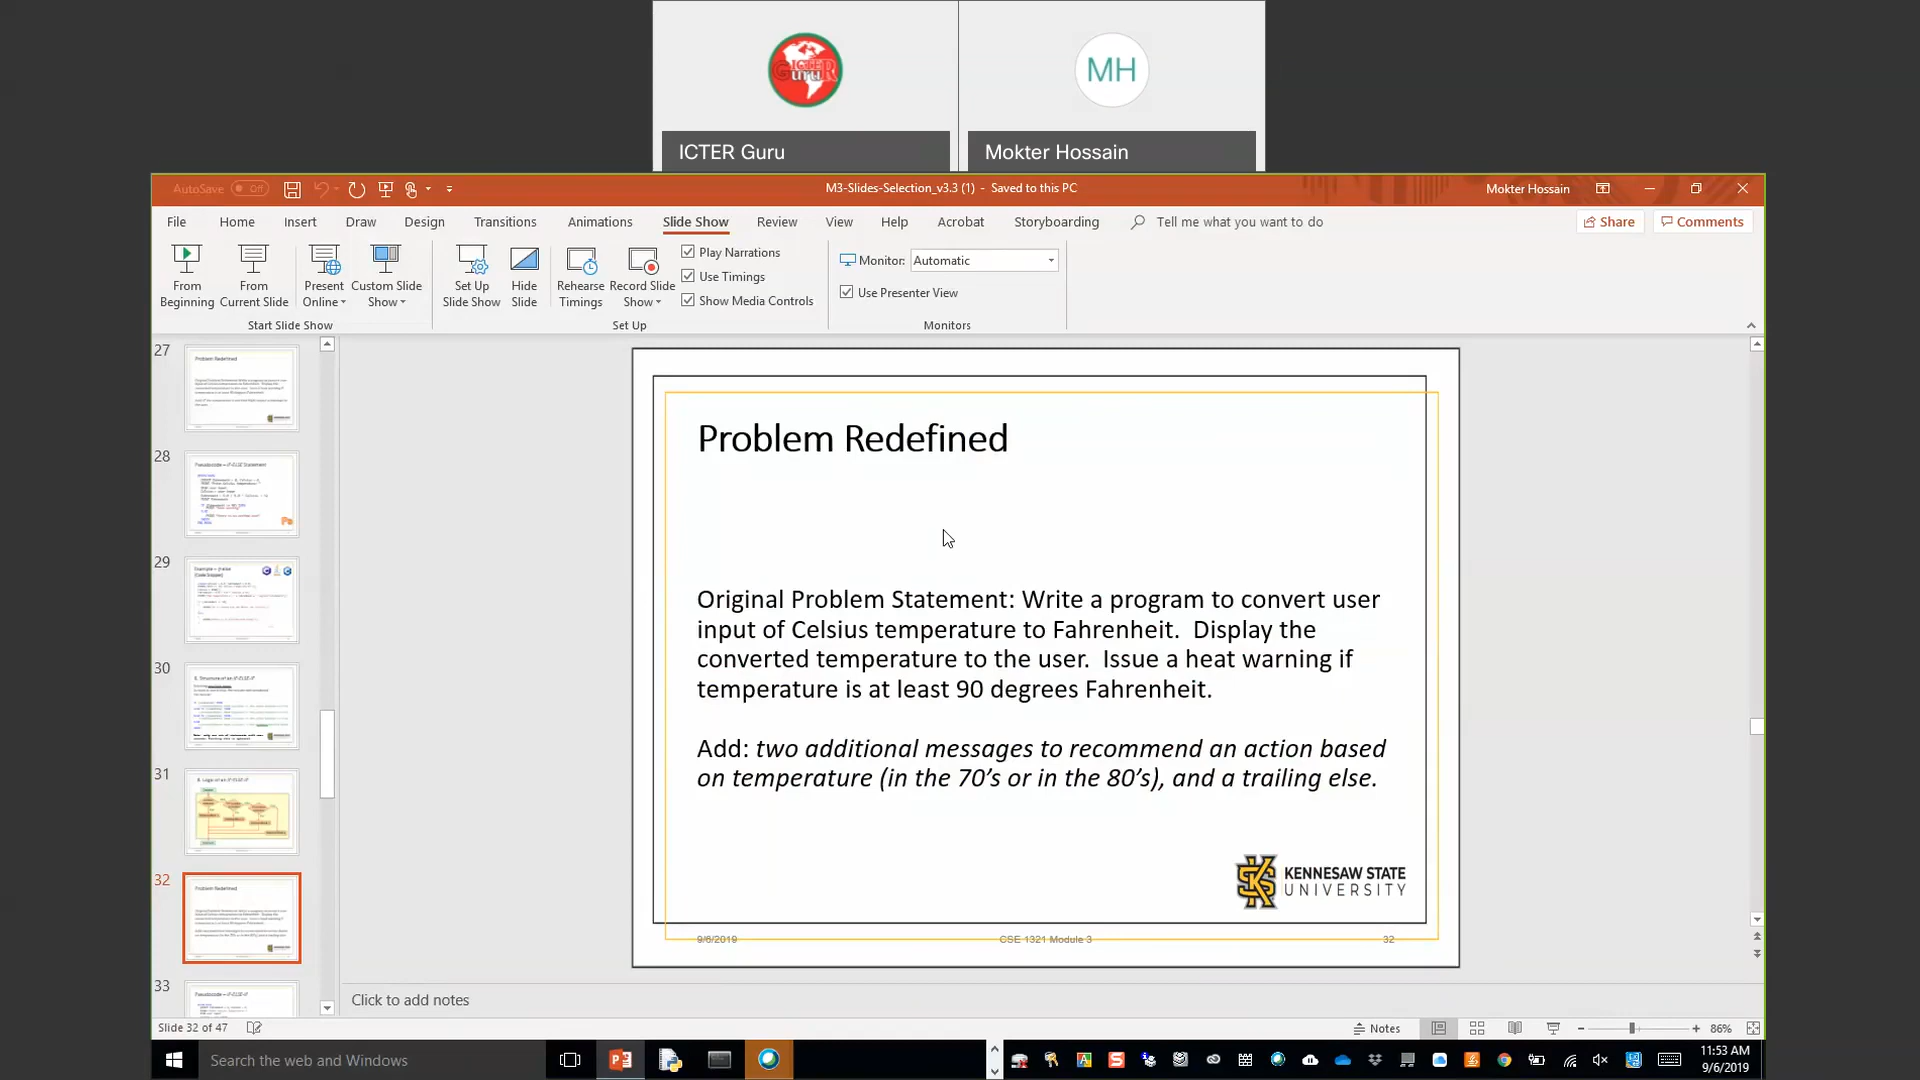 MH
ICTER Guru
Mokter Hossain
AutoSave Off
M3-Slides-Selection_v3.3 (1) - Saved to this PC
Mokter Hossain
File Home Insert Draw Design Transitions Animations Slide Show Review View Help Acrobat Storyboarding Tell me what you want to do Share Comments
From Beginning
From Current Slide
Present Online
Custom Slide Show
Start Slide Show
Set Up Slide Show
Hide Slide
Rehearse Timings
Record Slide Show
Play Narrations
Use Timings
Show Media Controls
Set Up
Monitor: Automatic
Use Presenter View
Monitors
27
Problem Redefined
28
Pseudocode – IF-ELSE Statement
29
30
31
32
Problem Redefined
33
Problem Redefined
Original Problem Statement: Write a program to convert user
input of Celsius temperature to Fahrenheit. Display the
converted temperature to the user. Issue a heat warning if
temperature is at least 90 degrees Fahrenheit.
Add: two additional messages to recommend an action based
on temperature (in the 70's or in the 80's), and a trailing else.
KENNESAW STATE
UNIVERSITY
9/6/2019 CSE 1321 Module 3 32
Click to add notes
Slide 32 of 47
Notes
86%
Search the web and Windows
11:53 AM
9/6/2019